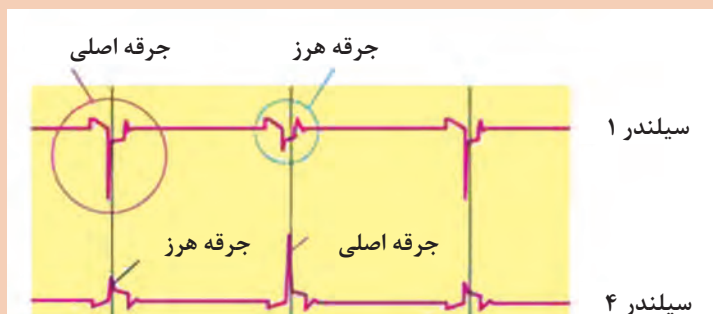 جرقه اصلی
جرقه هرز
سیلندر ۱
جرقه اصلی
جرقه هرز
سیلندر ۴